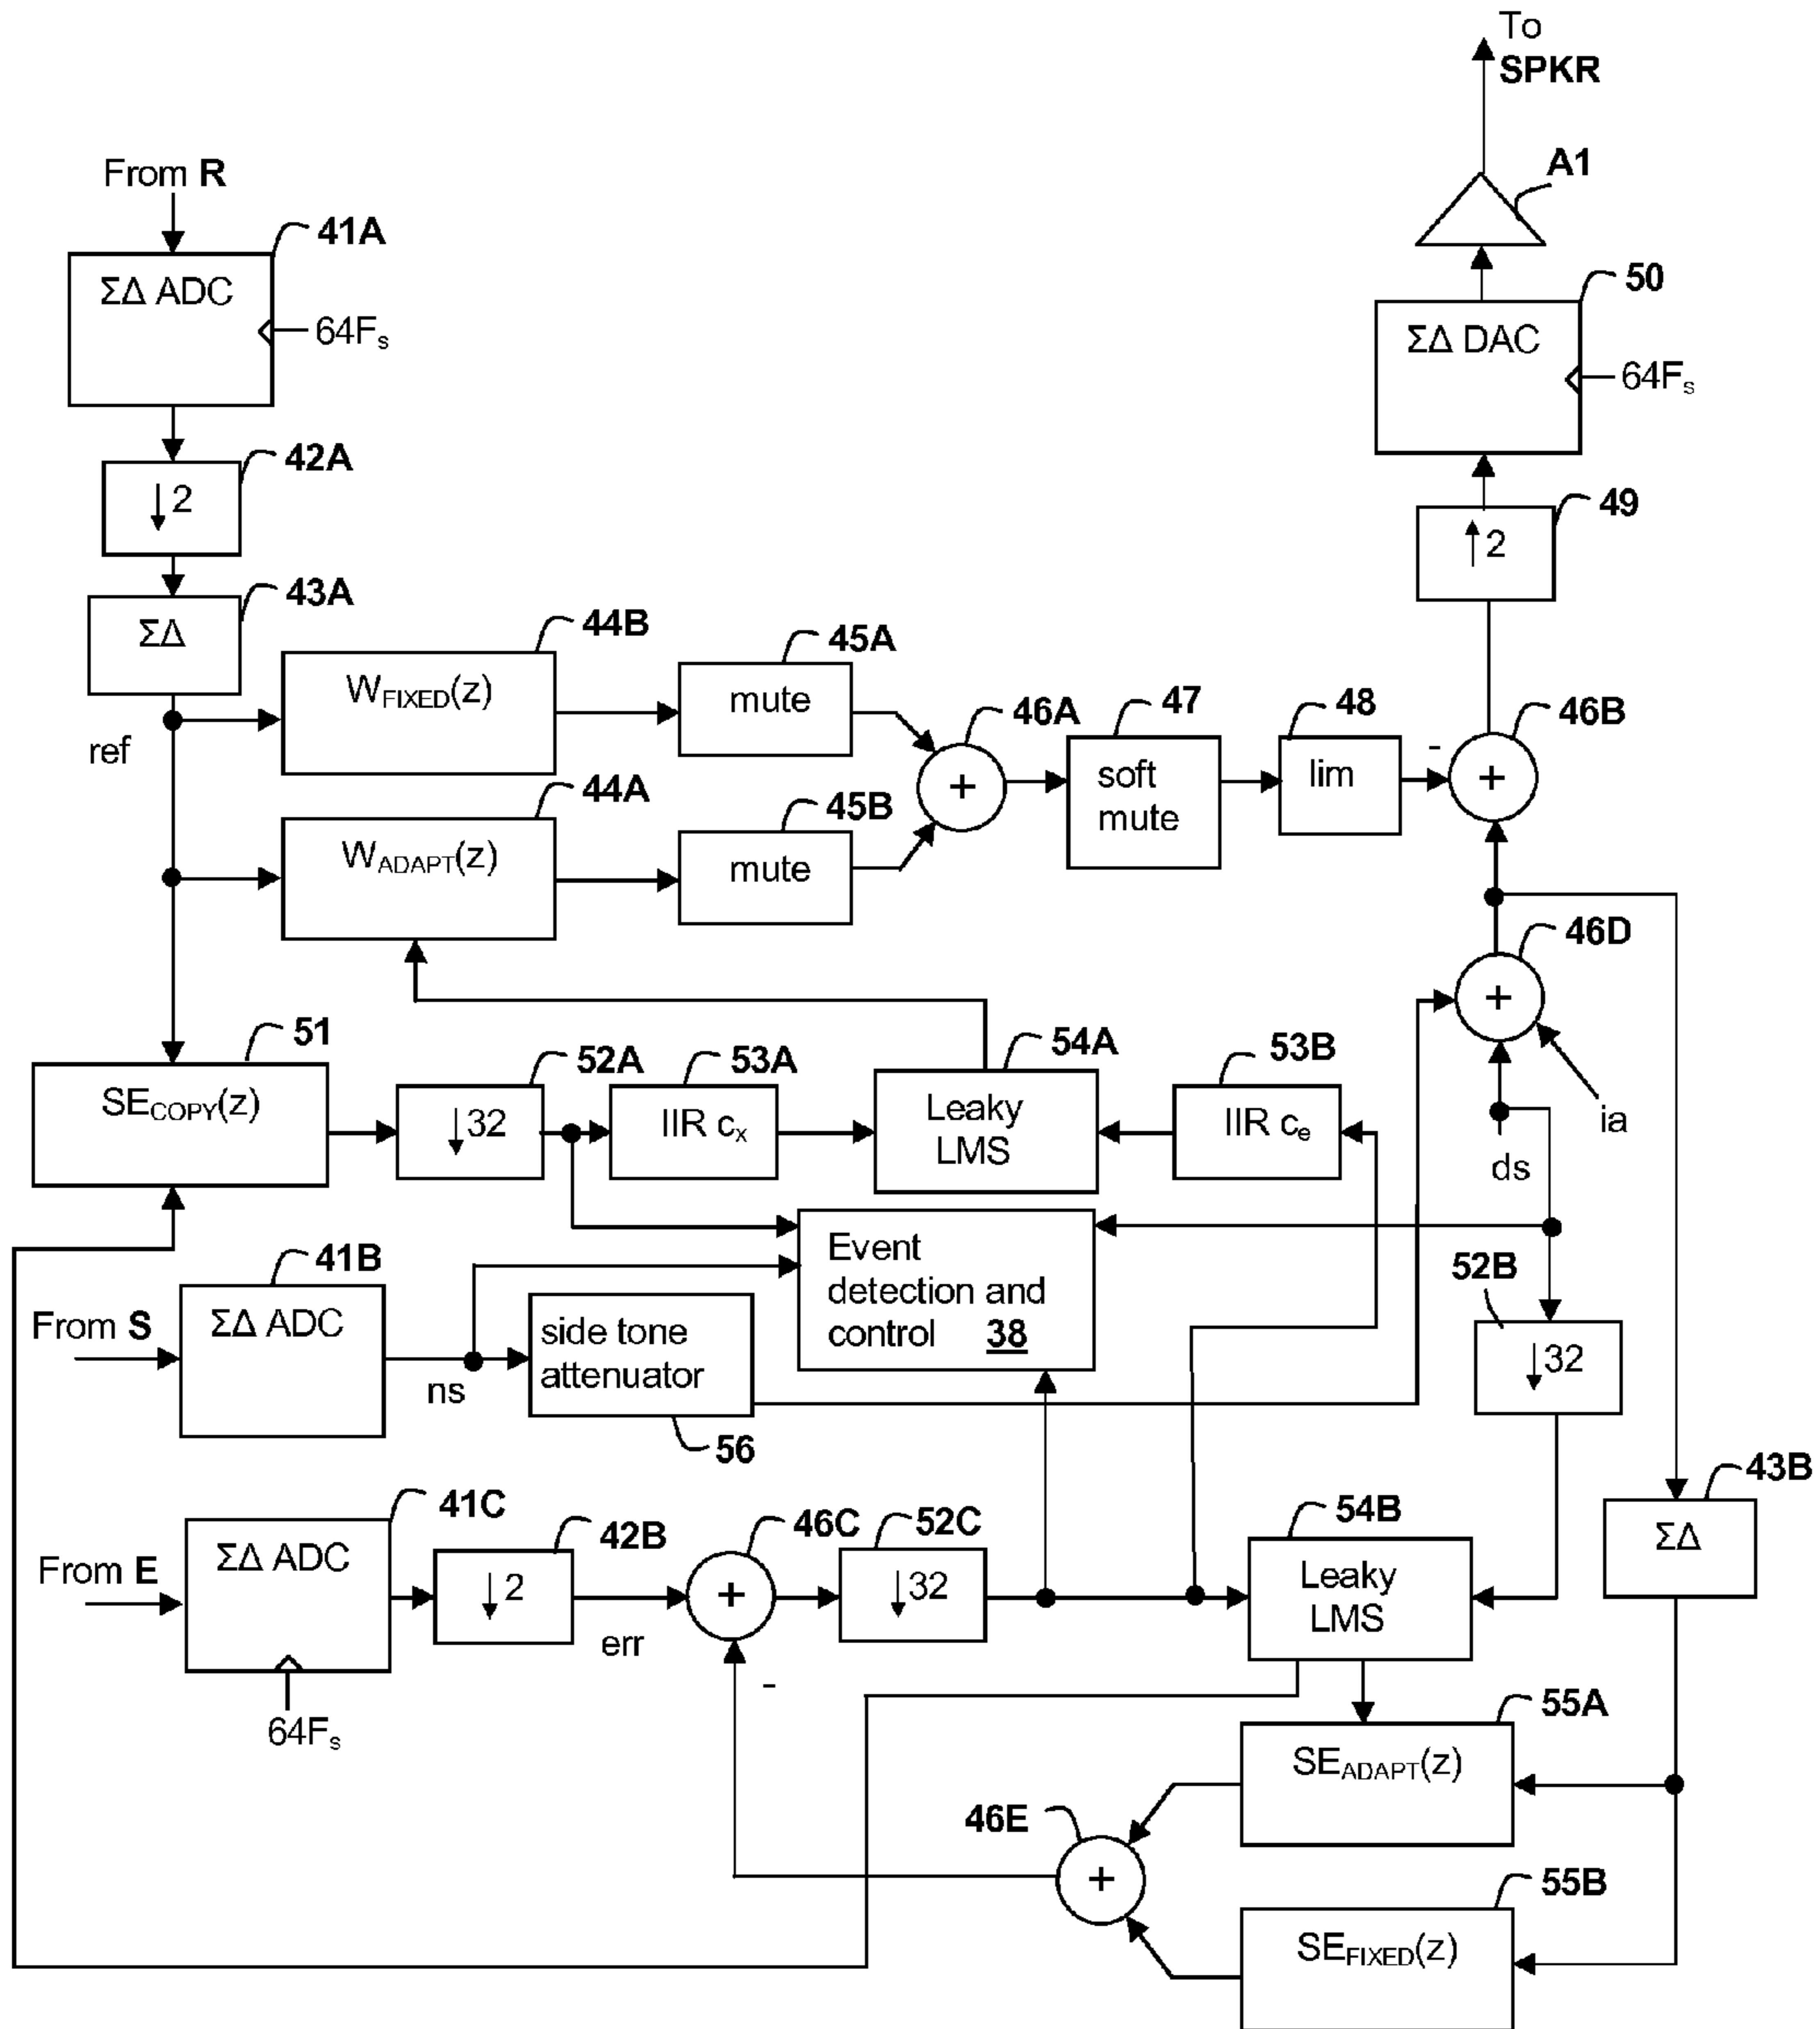 To
SPKR
From R
A1
41A
ΣΔ ADC
64Fs
50
ΣΔ DAC
64Fs
42A
↓2
49
↑2
43A
ΣΔ
44B
WFIXED(z)
45A
mute
46A
+
47
soft
mute
48
lim
-
46B
+
ref
44A
WADAPT(z)
45B
mute
46D
+
51
SECOPY(z)
52A
↓32
53A
IIR cx
54A
Leaky
LMS
53B
IIR ce
ia
ds
41B
ΣΔ ADC
From S
ns
side tone
attenuator
56
Event
detection and
control 38
52B
↓32
43B
ΣΔ
41C
ΣΔ ADC
From E
64Fs
42B
↓2
err
46C
+
-
52C
↓32
54B
Leaky
LMS
55A
SEADAPT(z)
46E
+
55B
SEFIXED(z)